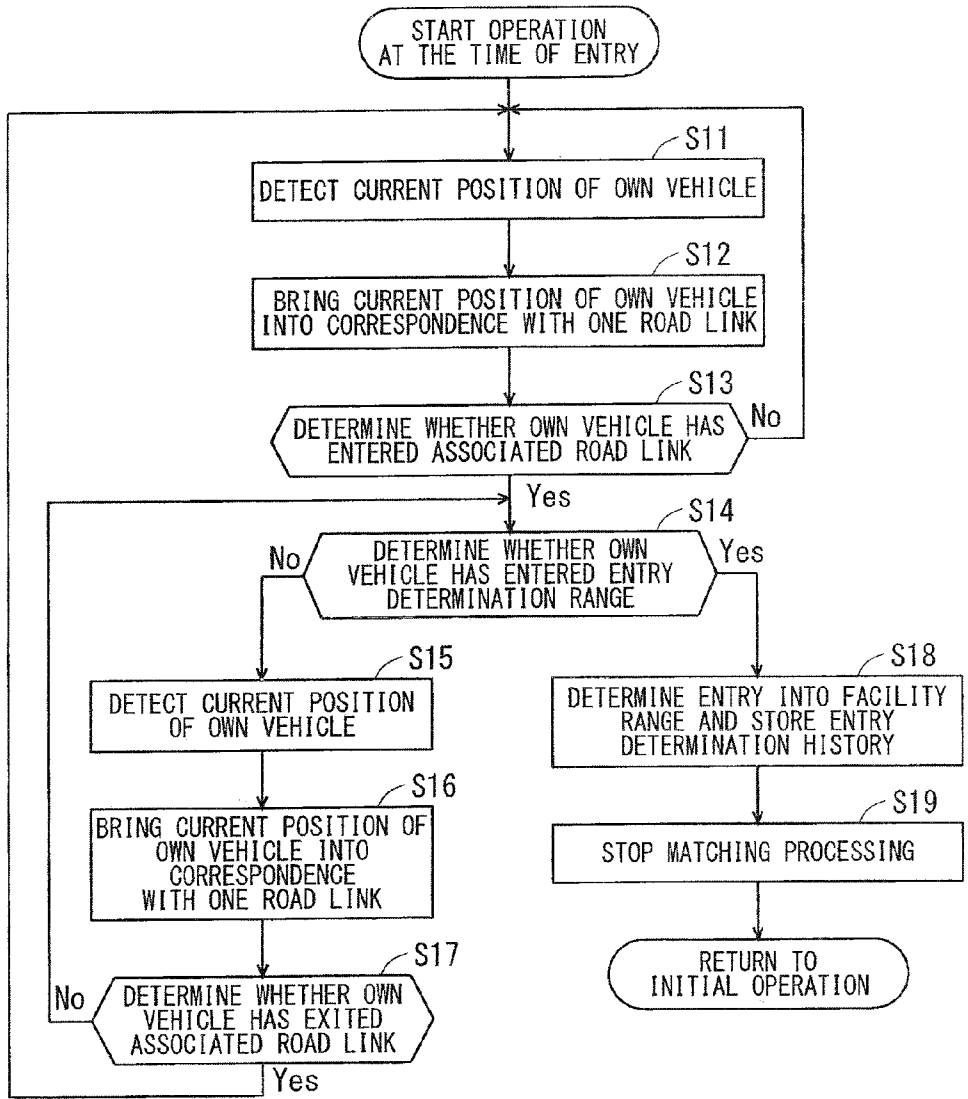 START OPERATION
AT THE TIME OF ENTRY
S11
DETECT CURRENT POSITION OF OWN VEHICLE
S12
BRING CURRENT POSITION OF OWN VEHICLE
INTO CORRESPONDENCE WITH ONE ROAD LINK
S13
DETERMINE WHETHER OWN VEHICLE HAS
ENTERED ASSOCIATED ROAD LINK
No
Yes
S14
DETERMINE WHETHER OWN
VEHICLE HAS ENTERED ENTRY
DETERMINATION RANGE
No
Yes
S15
DETECT CURRENT POSITION
OF OWN VEHICLE
S16
BRING CURRENT POSITION OF
OWN VEHICLE INTO
CORRESPONDENCE
WITH ONE ROAD LINK
S17
DETERMINE WHETHER OWN
VEHICLE HAS EXITED
ASSOCIATED ROAD LINK
No
Yes
S18
DETERMINE ENTRY INTO FACILITY
RANGE AND STORE ENTRY
DETERMINATION HISTORY
S19
STOP MATCHING PROCESSING
RETURN TO
INITIAL OPERATION